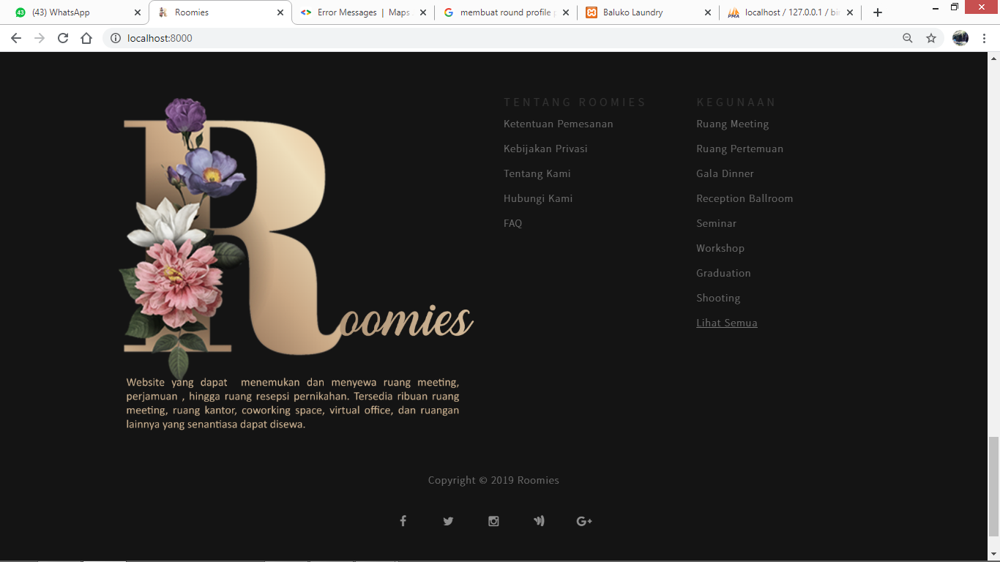 43
(43) WhatsApp
Roomies
Error Messages | Maps
membuat round profile p
Baluko Laundry
PMA
localhost / 127.0.0.1 /
localhost:8000
Roomies
Website yang dapat menemukan dan menyewa ruang meeting,
perjamuan , hingga ruang resepsi pernikahan. Tersedia ribuan ruang
meeting, ruang kantor, coworking space, virtual office, dan ruangan
lainnya yang senantiasa dapat disewa.
TENTANG ROOMIES
Ketentuan Pemesanan
Kebijakan Privasi
Tentang Kami
Hubungi Kami
FAQ
KEGUNAAN
Ruang Meeting
Ruang Pertemuan
Gala Dinner
Reception Ballroom
Seminar
Workshop
Graduation
Shooting
Lihat Semua
Copyright © 2019 Roomies
G+